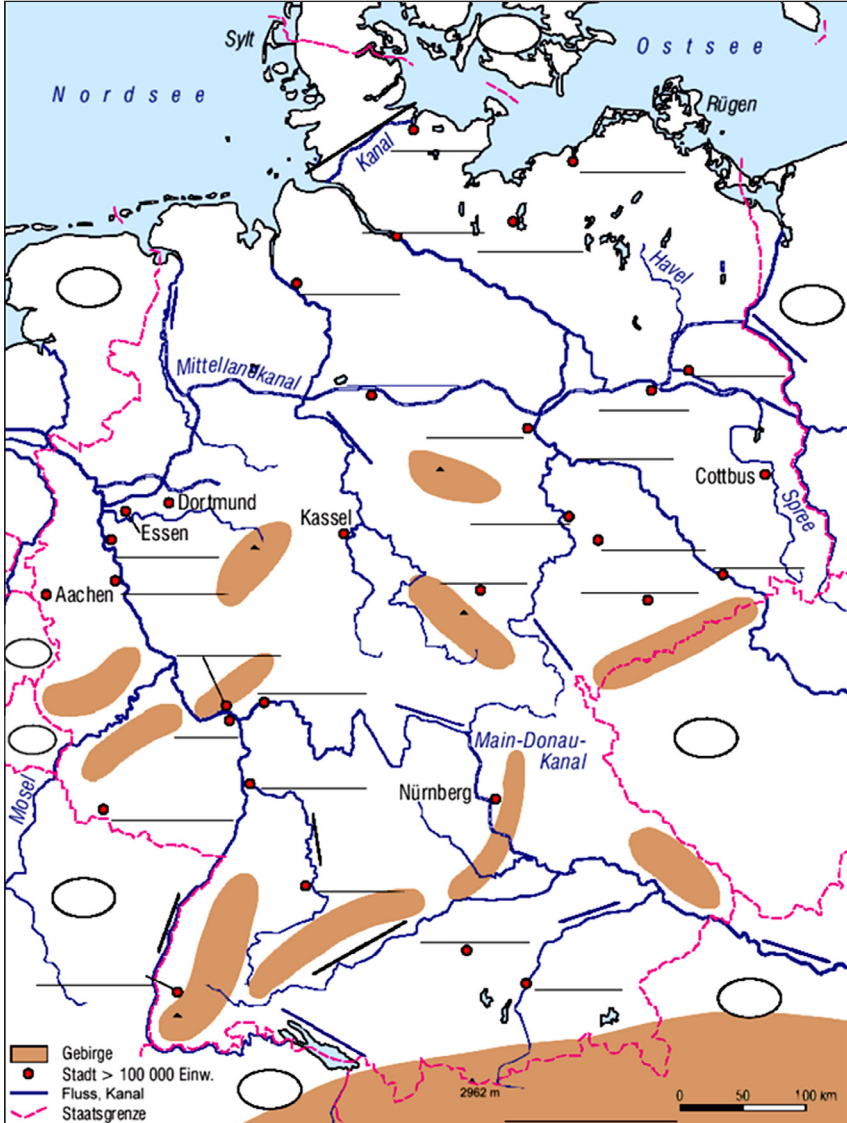 Sylt
Ostsee
Nordsee
Rügen
Kanal
Havel
Mittellandkanal
Cottbus
Dortmund
Spree
Essen
Kassel
Aachen
Main-Donau-
Kanal
Mosel
Nürnberg
Gebirge
Stadt > 100 000 Einw.
Fluss, Kanal
Staatsgrenze
2962 m
0 50 100 km